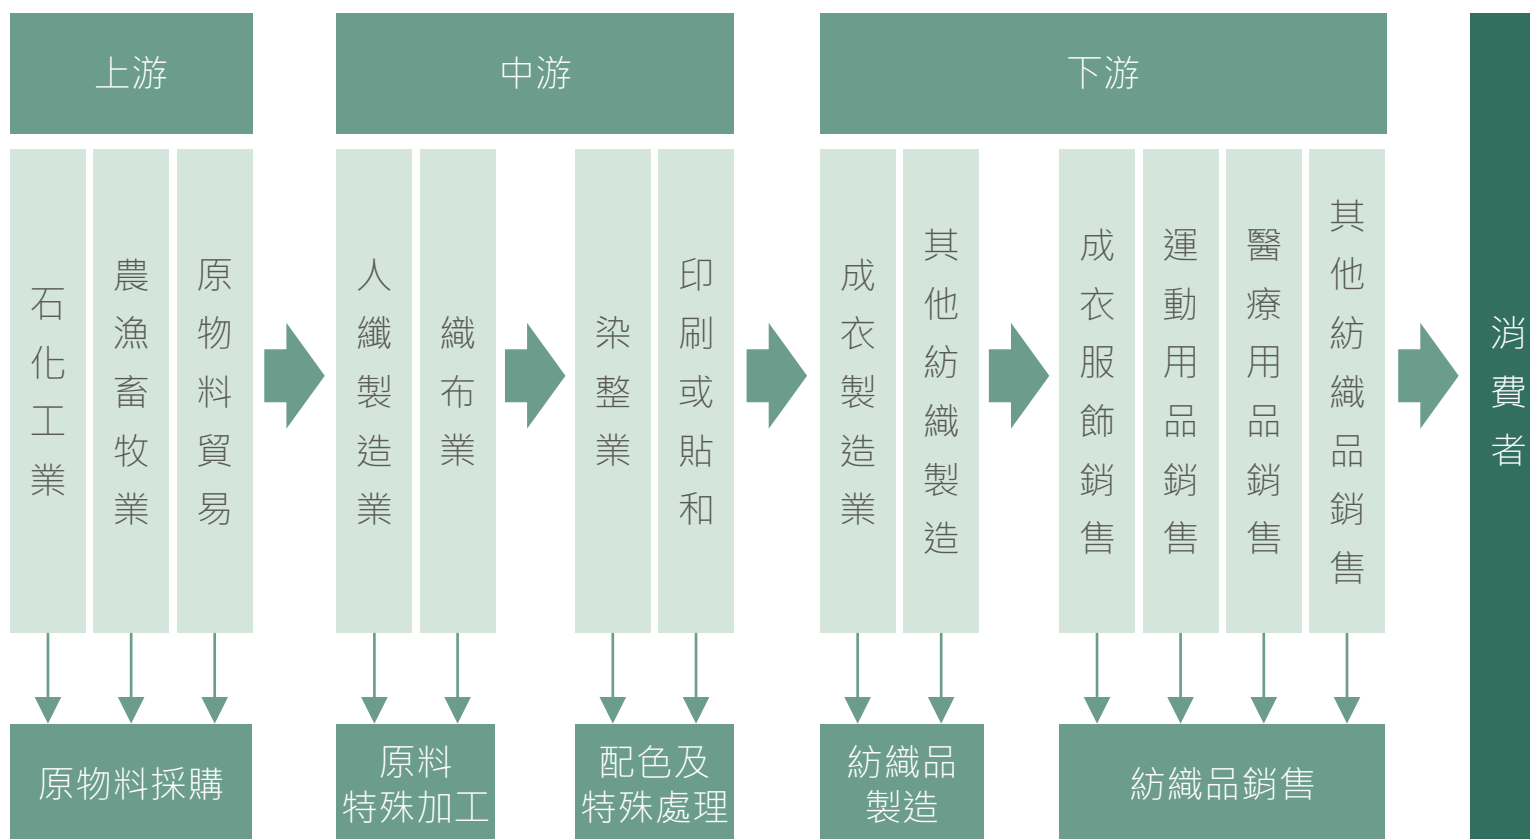 上游
中游
下游
石化工業
農漁畜牧業
原物料貿易
人纖製造業
織布業
染整業
印刷或貼和
成衣製造業
其他紡織製造
成衣服飾銷售
運動用品銷售
醫療用品銷售
其他紡織品銷售
消費者
原物料採購
原料
特殊加工
配色及
特殊處理
紡織品
製造
紡織品銷售